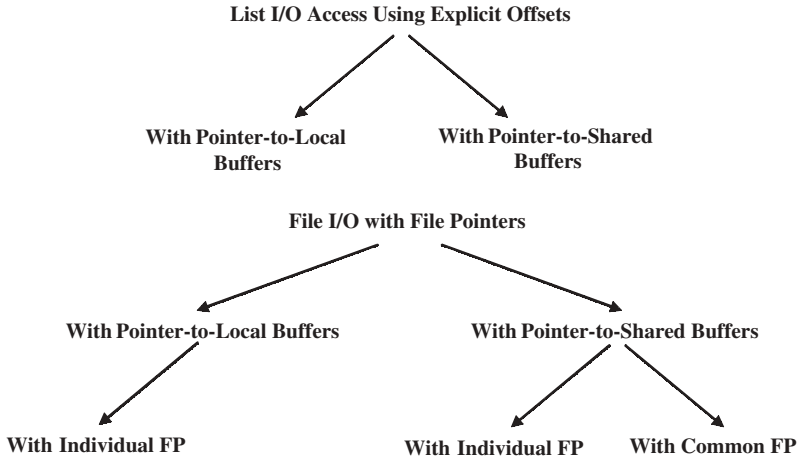 List I/O Access Using Explicit Offsets
With Pointer-to-Local
Buffers
With Pointer-to-Shared
Buffers
File I/O with File Pointers
With Pointer-to-Local Buffers
With Pointer-to-Shared Buffers
With Individual FP
With Individual FP
With Common FP